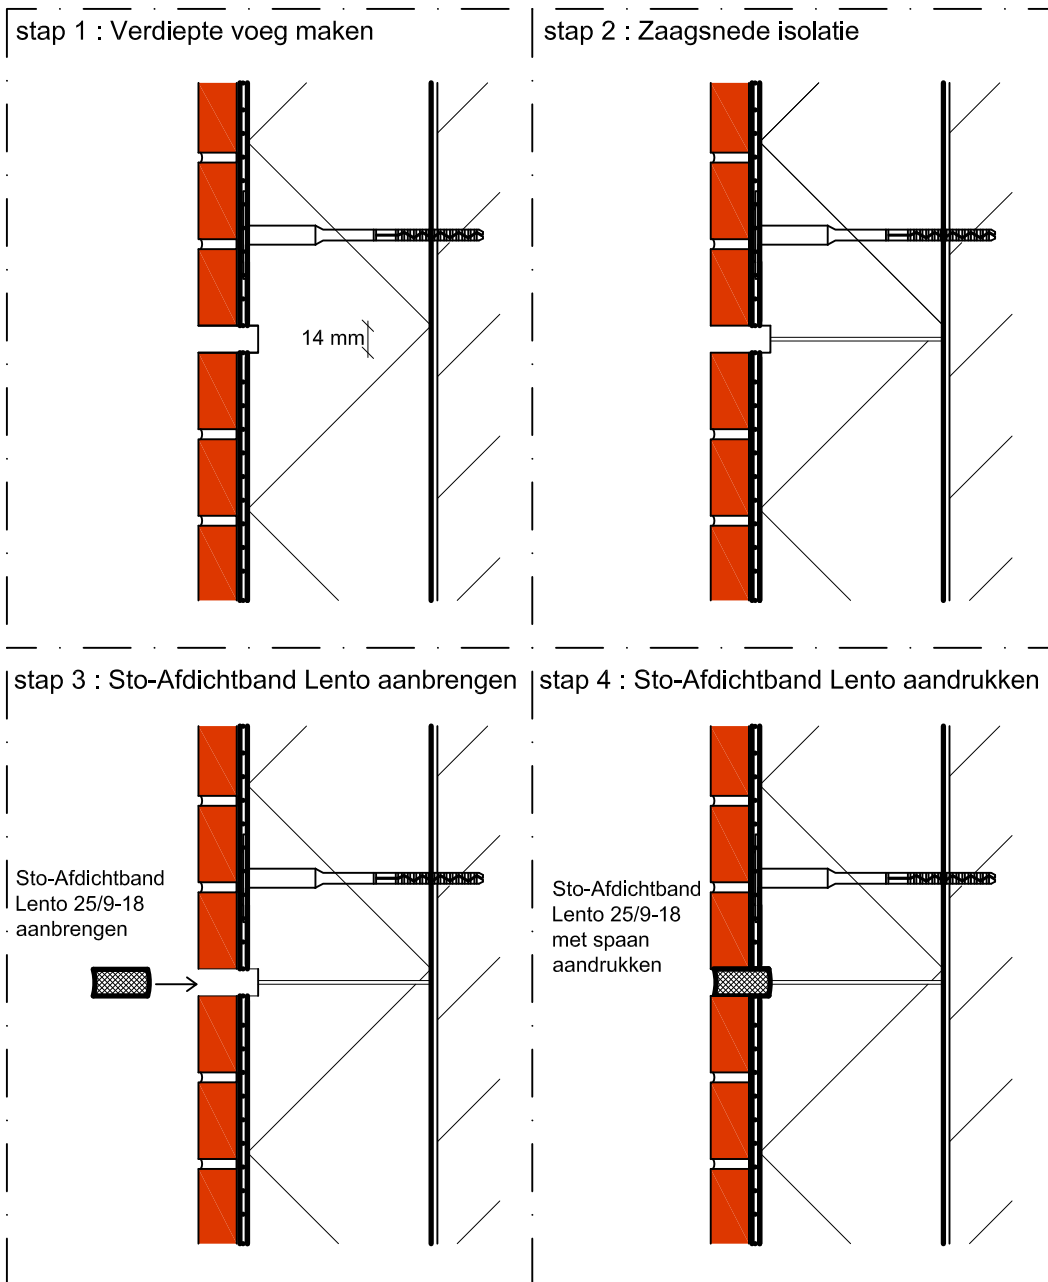 stap 1 : Verdiepte voeg maken
14 mm
stap 2 : Zaagsnede isolatie
stap 3 : Sto-Afdichtband Lento aanbrengen
Sto-Afdichtband
Lento 25/9-18
aanbrengen
stap 4 : Sto-Afdichtband Lento aandrukken
Sto-Afdichtband
Lento 25/9-18
met spaan
aandrukken